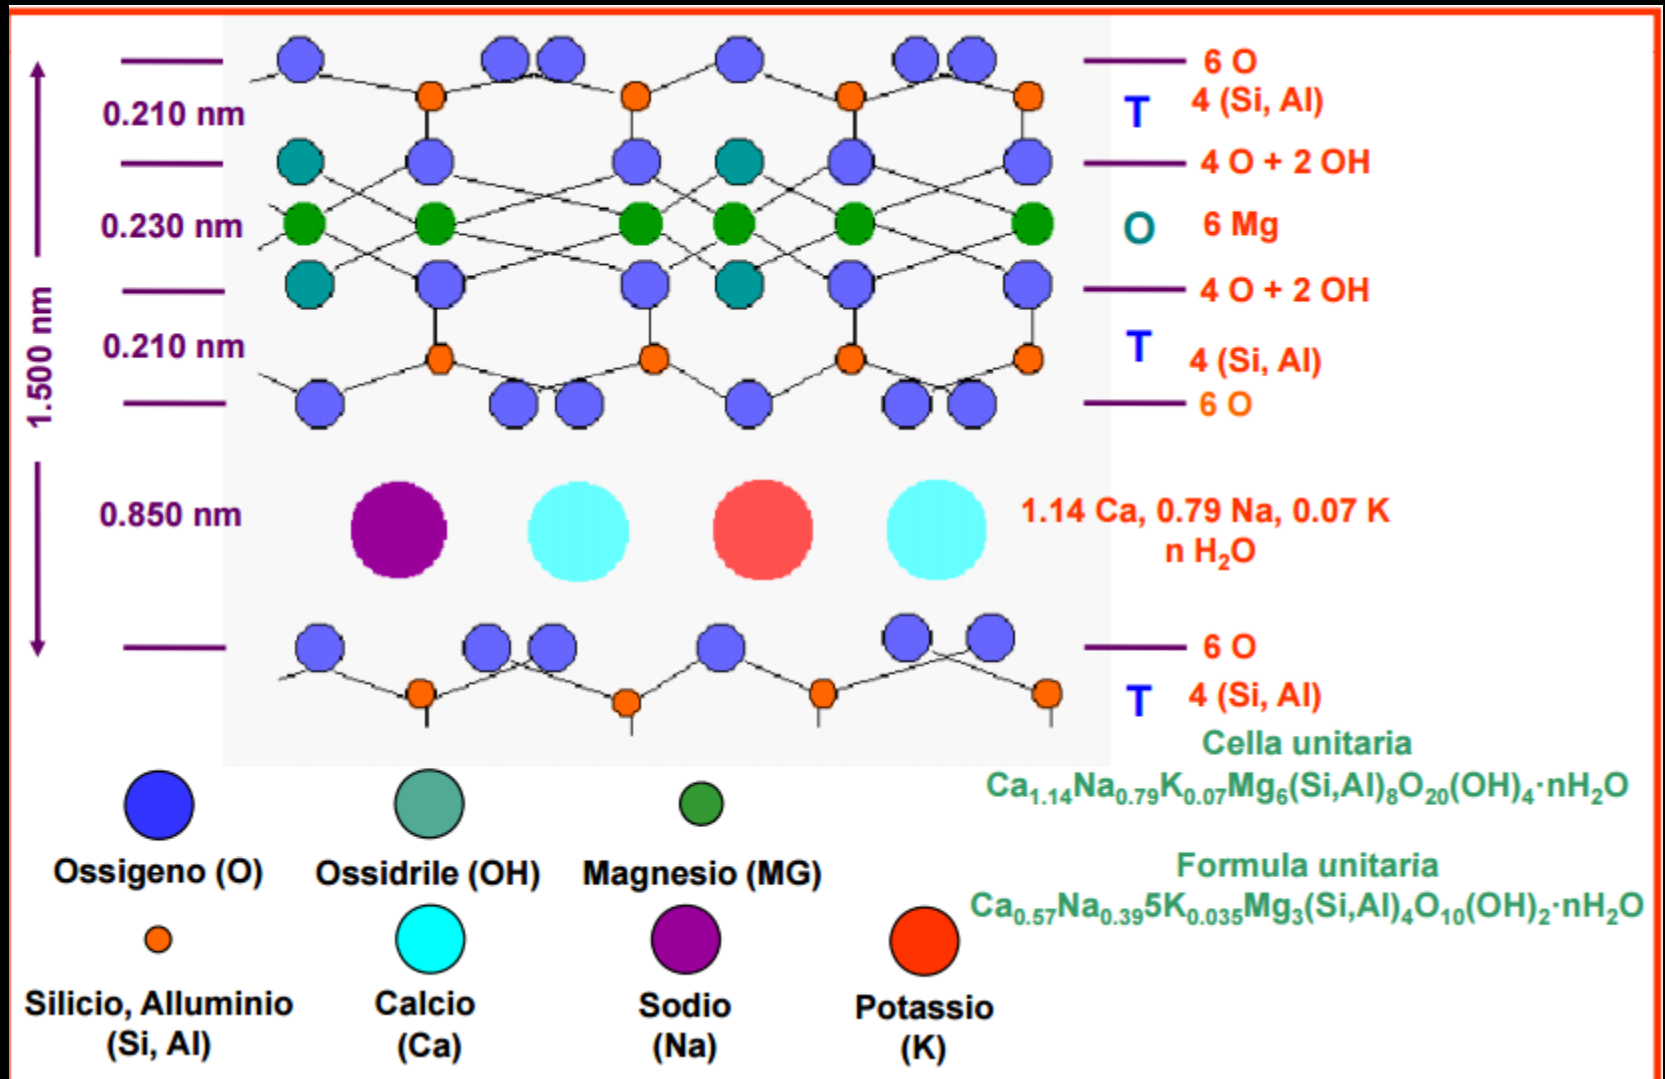 6 O
0.210 nm
T
4 (Si, Al)
4 O + 2 OH
0.230 nm
O
6 Mg
4 O + 2 OH
1.500 nm
0.210 nm
T
4 (Si, Al)
6 O
0.850 nm
1.14 Ca, 0.79 Na, 0.07 K
n H₂O
6 O
T
4 (Si, Al)
Cella unitaria
Ca₁.₁₄Na₀.₇₉K₀.₀₇Mg₆(Si,Al)₈O₂₀(OH)₄·nH₂O
Ossigeno (O)
Ossidrile (OH)
Magnesio (MG)
Formula unitaria
Ca₀.₅₇Na₀.₃₉5K₀.₀₃₅Mg₃(Si,Al)₄O₁₀(OH)₂·nH₂O
Silicio, Alluminio
(Si, Al)
Calcio
(Ca)
Sodio
(Na)
Potassio
(K)